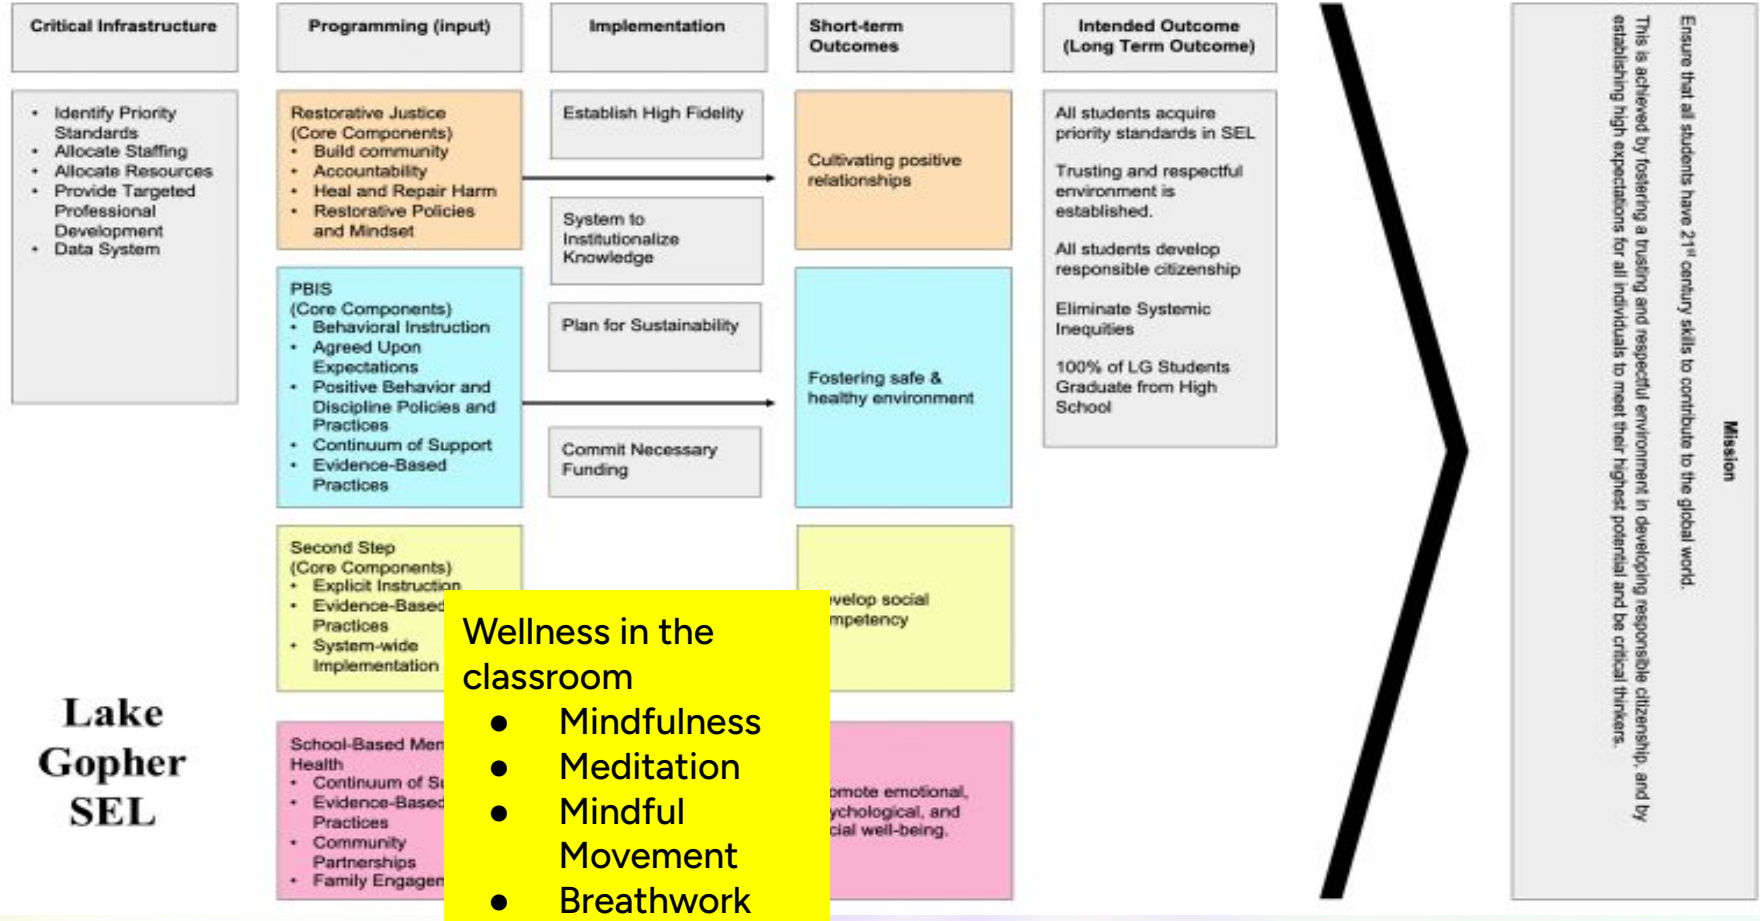 Critical Infrastructure
• Identify Priority
Standards
• Allocate Staffing
• Allocate Resources
• Provide Targeted
Professional
Development
• Data System
Lake
Gopher
SEL
Programming (input)
Restorative Justice
(Core Components)
• Build community
• Accountability
• Heal and Repair Harm
• Restorative Policies
and Mindset
PBIS
(Core Components)
• Behavioral Instruction
• Agreed Upon
Expectations
• Positive Behavior and
Discipline Policies and
Practices
• Continuum of Support
• Evidence-Based
Practices
Second Step
(Core Components)
• Explicit Instruction
• Evidence-Based
Practices
• System-wide
Implementation
School-Based
Health
• Continuum of
• Evidence-Based
Practices
• Community
Partnerships
• Family
Wellness in the
classroom
● Mindfulness
● Meditation
● Mindful
Movement
● Breathwork
Implementation
Establish High Fidelity
System to
Institutionalize
Knowledge
Plan for Sustainability
Commit Necessary
Funding
Short-term
Outcomes
Cultivating positive
relationships
Fostering safe &
healthy environment
social
emotional,
and
well-being.
Intended Outcome
(Long Term Outcome)
All students acquire
priority standards in SEL
Trusting and respectful
environment is
established.
All students develop
responsible citizenship
Eliminate Systemic
Inequities
100% of LG Students
Graduate from High
School
Mission
Ensure that all students have 21st century skills to contribute to the global world.
This is achieved by fostering a trusting and respectful environment in developing responsible citizenship, and by
establishing high expectations for all individuals to meet their highest potential and be critical thinkers.